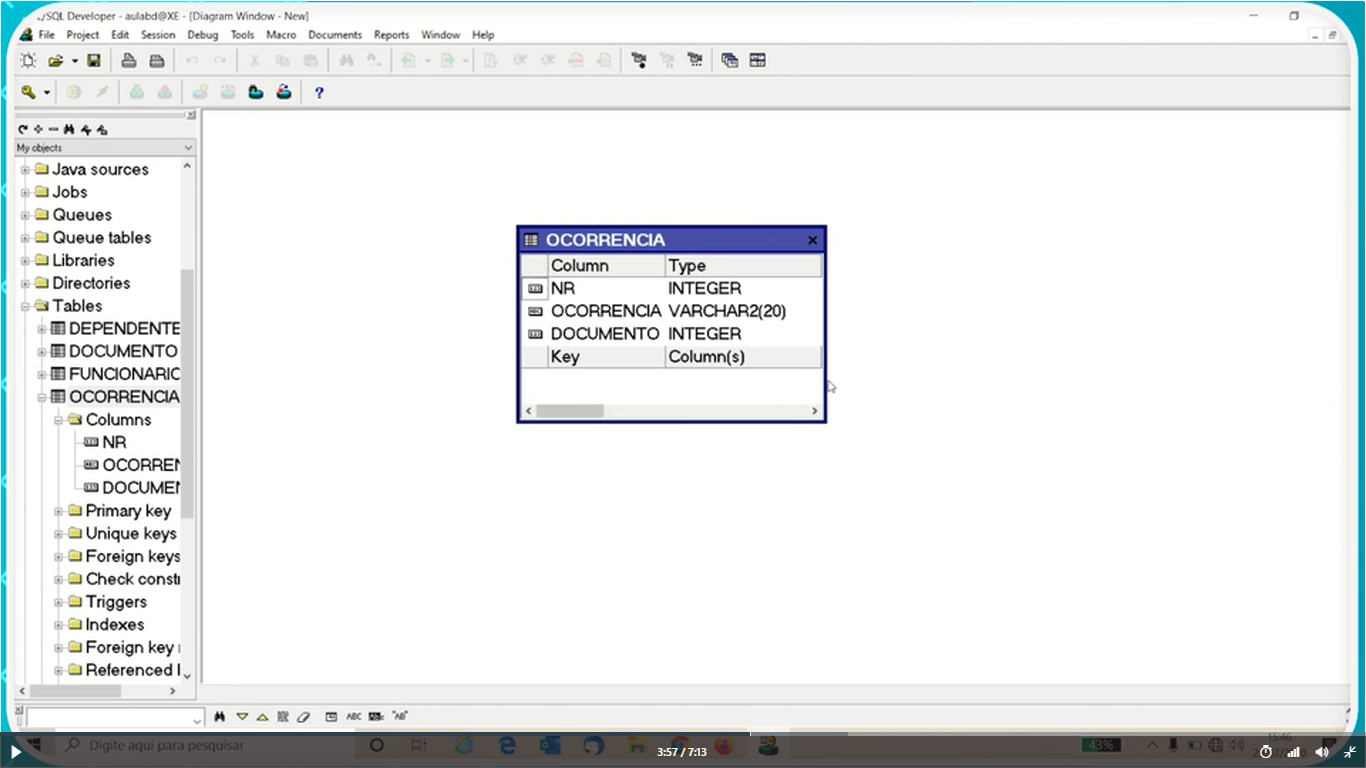 /SQL Developer - aulabd@XE - [Diagram Window - New]
File Project Edit Session Debug Tools Macro Documents Reports Window Help
My objects
Java sources
Jobs
Queues
Queue tables
Libraries
Directories
Tables
DEPENDENTE
DOCUMENTO
FUNCIONARIO
OCORRENCIA
Columns
NR
OCORREN
DOCUMEN
Primary key
Unique keys
Foreign keys
Check consti
Triggers
Indexes
Foreign key
Referenced
OCORRENCIA
Column Type
NR INTEGER
OCORRENCIA VARCHAR2(20)
DOCUMENTO INTEGER
Key Column(s)
ABC "AB"
Digite aqui para pesquisar
43%
15:46
3:57 / 7:13